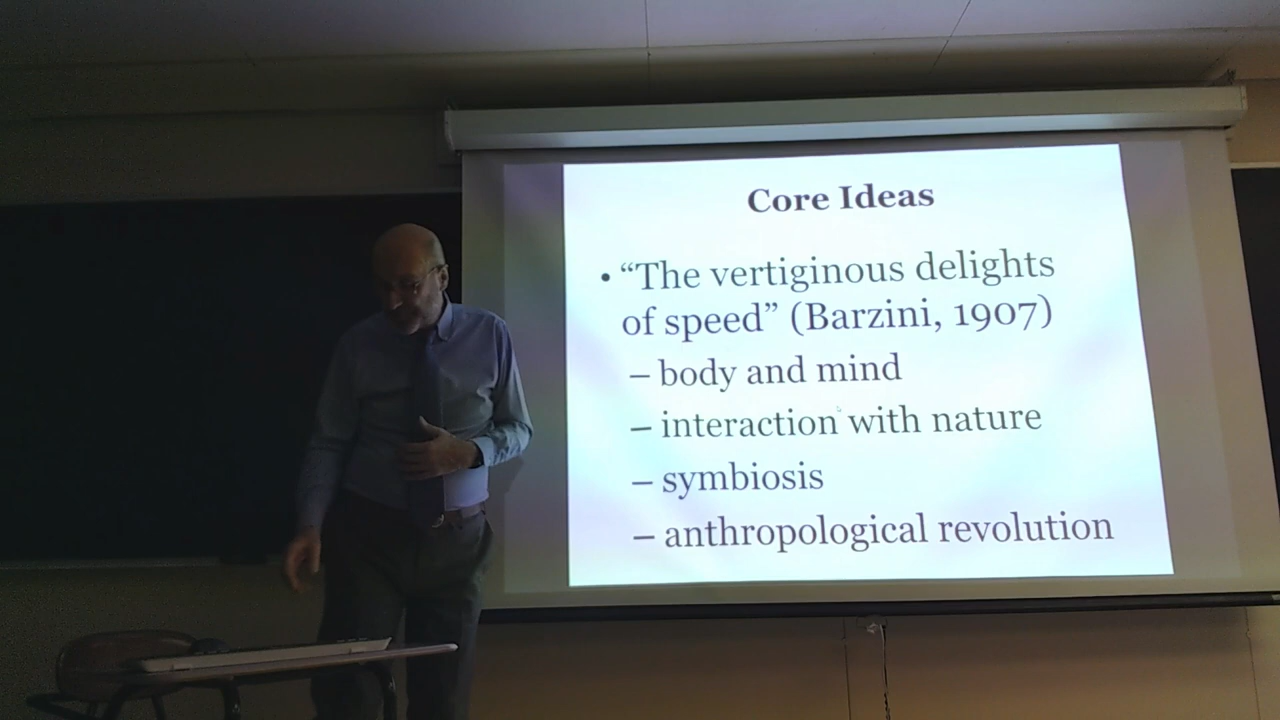 Core Ideas
• “The vertiginous delights
of speed” (Barzini, 1907)
– body and mind
– interaction with nature
– symbiosis
– anthropological revolution